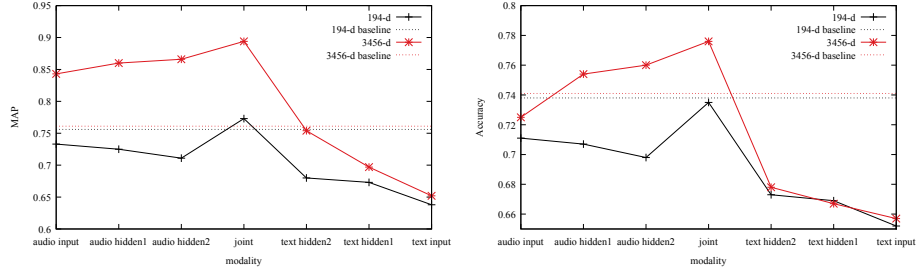 0.95
0.9
0.85
0.8
0.75
0.7
0.65
0.6
MAP
194-d
194-d baseline
3456-d
3456-d baseline
audio input audio hidden1 audio hidden2 joint text hidden2 text hidden1 text input
modality
0.8
0.78
0.76
0.74
0.72
0.7
0.68
0.66
Accuracy
194-d
194-d baseline
3456-d
3456-d baseline
audio input audio hidden1 audio hidden2 joint text hidden2 text hidden1 text input
modality